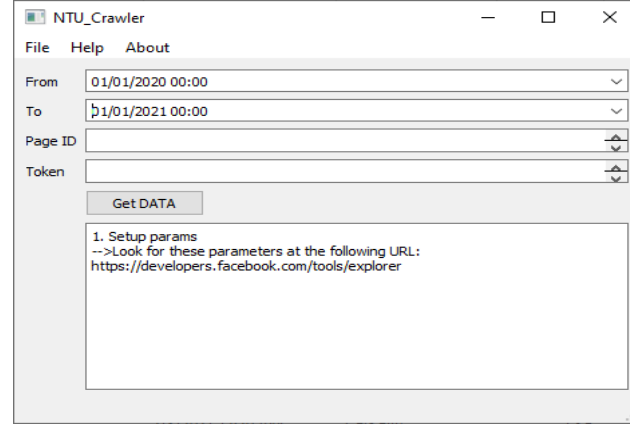 NTU_Crawler
File Help About
From 01/01/2020 00:00
To 01/01/2021 00:00
Page ID
Token
Get DATA
1. Setup params
-->Look for these parameters at the following URL:
https://developers.facebook.com/tools/explorer